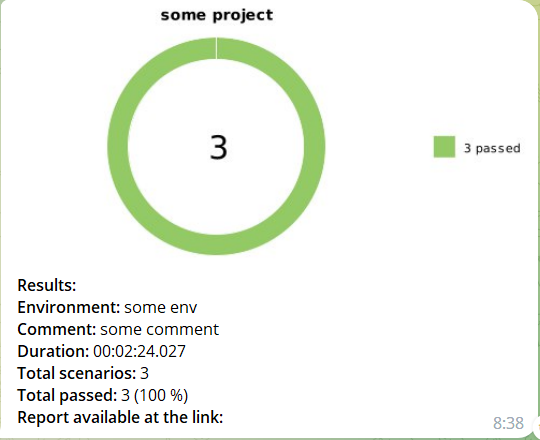 some project
3
3 passed
Results:
Environment: some env
Comment: some comment
Duration: 00:02:24.027
Total scenarios: 3
Total passed: 3 (100 %)
Report available at the link:
8:38